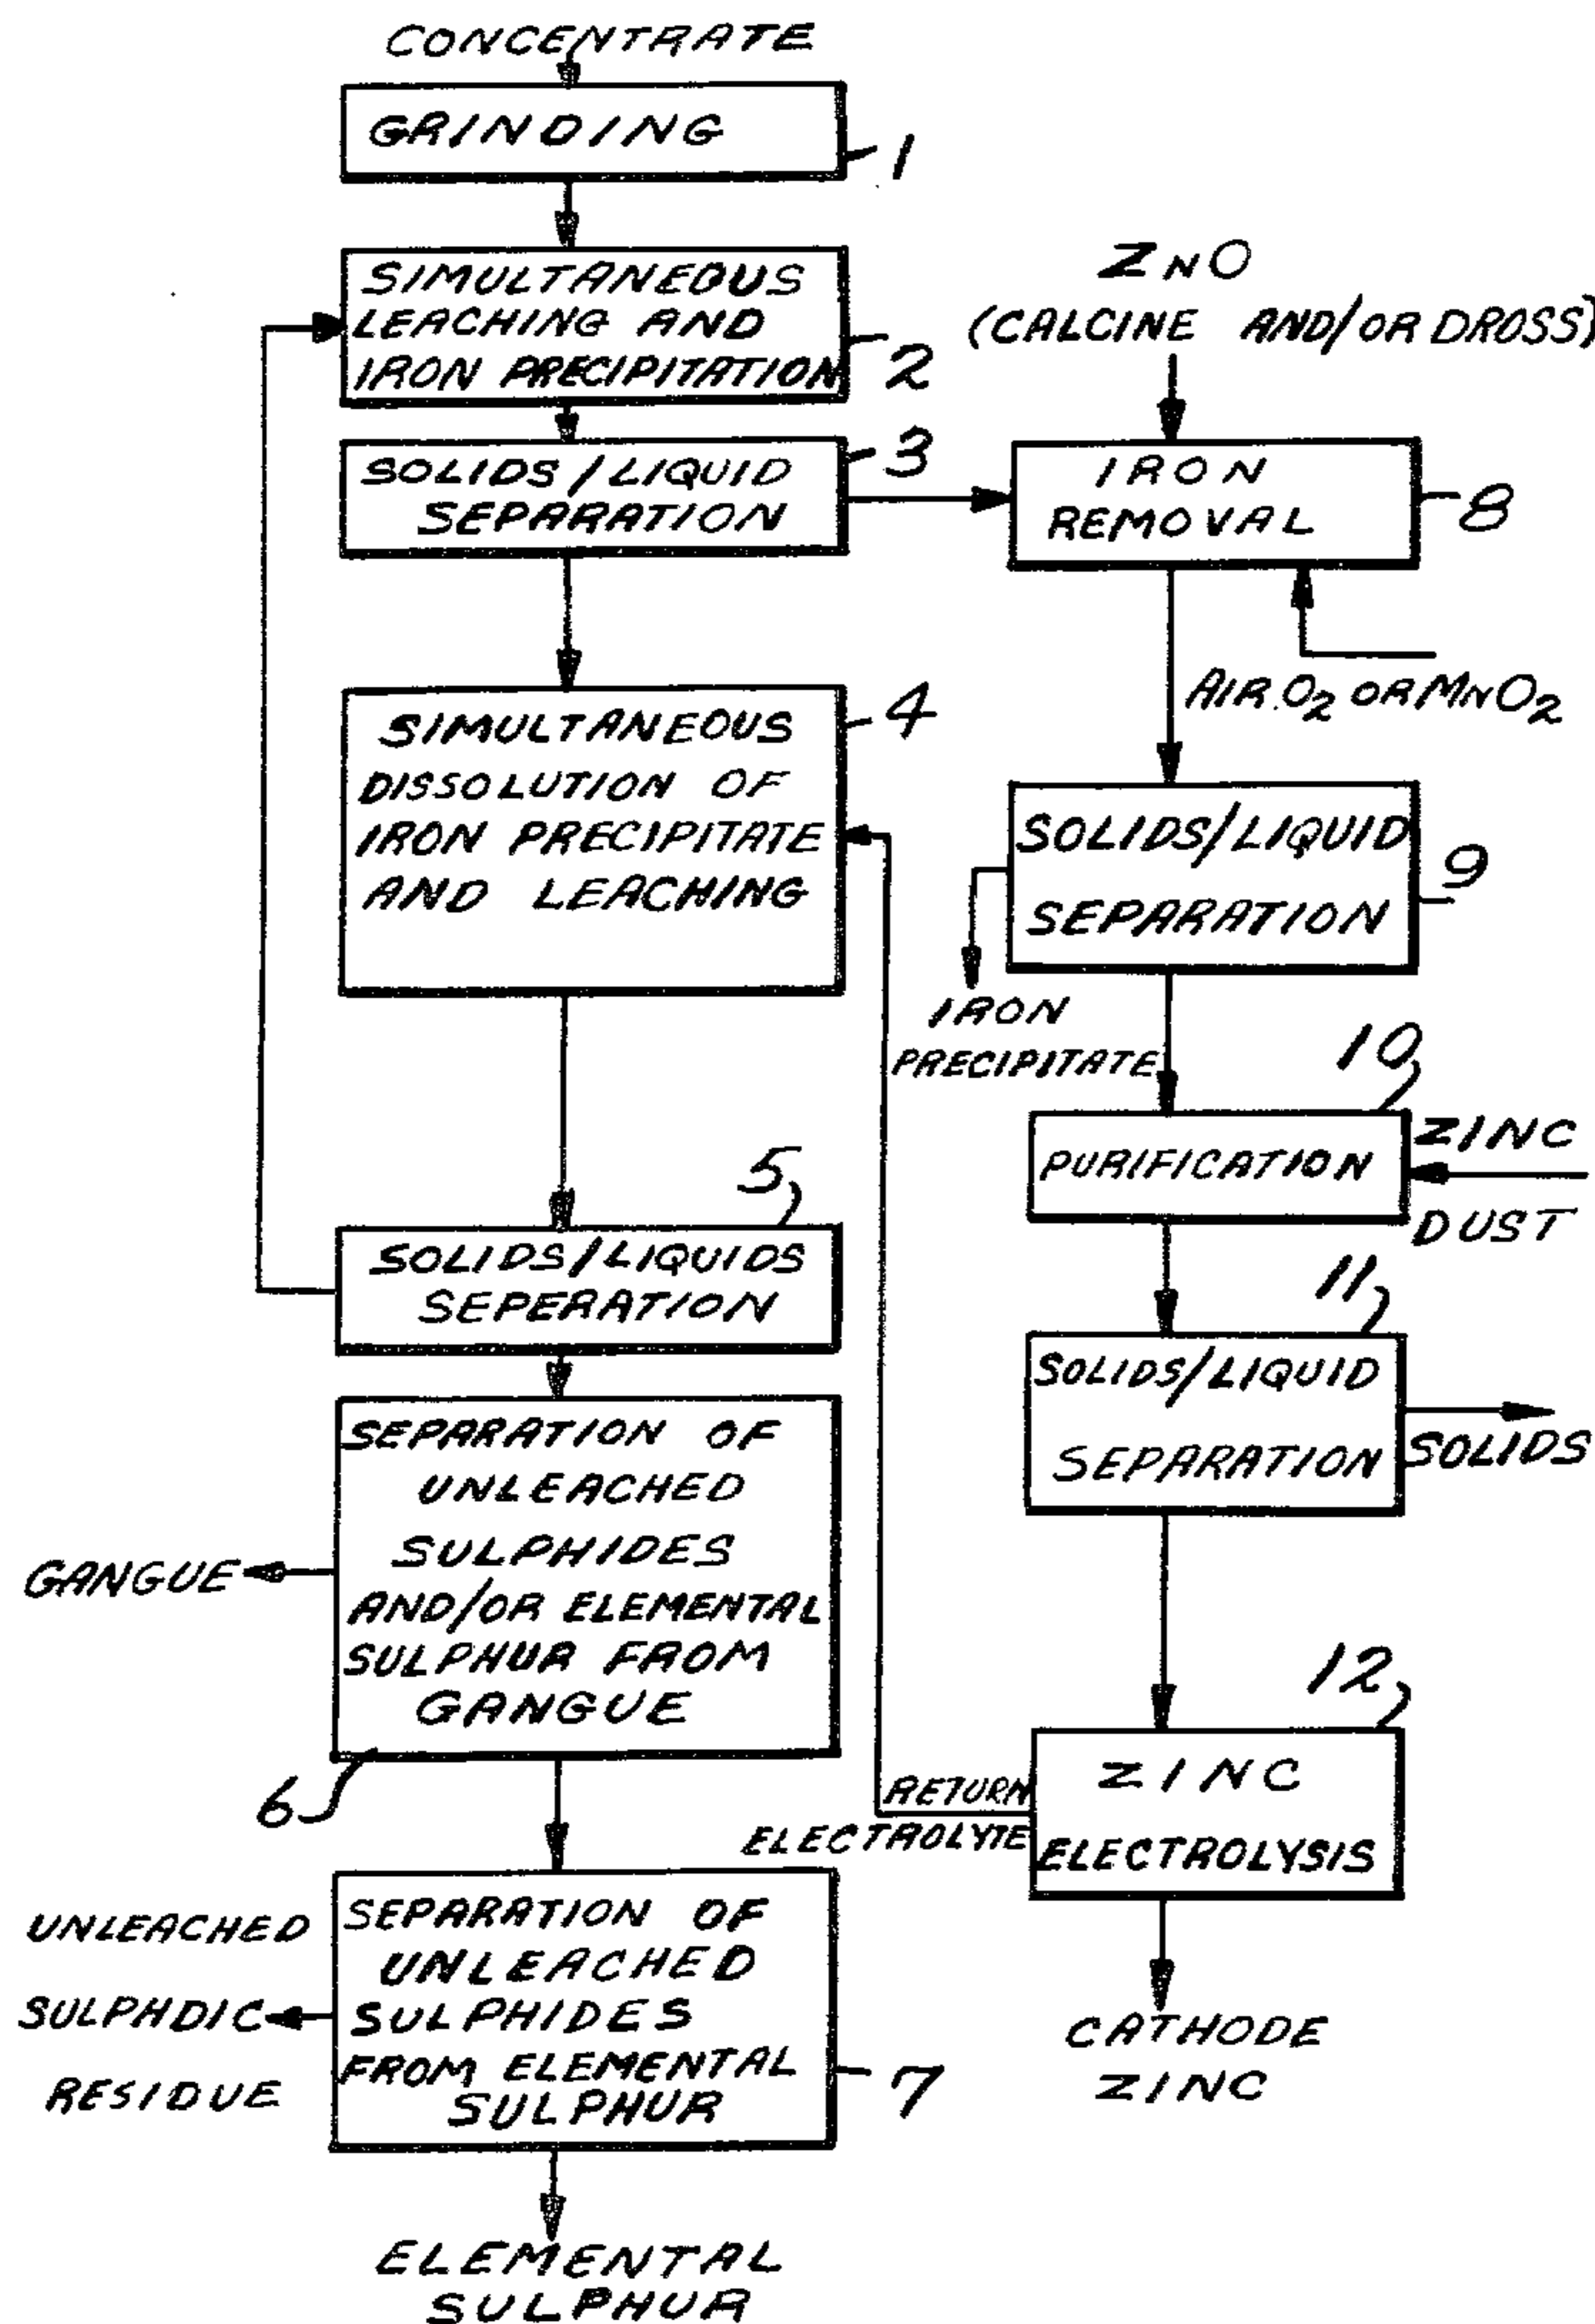 CONCENTRATE
GRINDING
1
SIMULTANEOUS
LEACHING AND
IRON PRECIPITATION
2
SOLIDS/LIQUID
SEPARATION
3
SIMULTANEOUS
DISSOLUTION OF
IRON PRECIPITATE
AND LEACHING
4
5
SOLIDS/LIQUIDS
SEPERATION
SEPARATION OF
UNLEACHED
SULPHIDES
AND/OR ELEMENTAL
SULPHUR FROM
GANGUE
GANGUE
6
SEPARATION OF
UNLEACHED
SULPHIDES
FROM ELEMENTAL
SULPHUR
7
UNLEACHED
SULPHDIC
RESIDUE
ELEMENTAL
SULPHUR
ZNO
(CALCINE AND/OR DROSS)
IRON
REMOVAL
8
AIR.O2 OR MNO2
SOLIDS/LIQUID
SEPARATION
9
IRON
PRECIPITATE
10
PURIFICATION
ZINC
DUST
11
SOLIDS/LIQUID
SEPARATION
SOLIDS
12
ZINC
ELECTROLYSIS
RETURN
ELECTROLYTE
CATHODE
ZINC